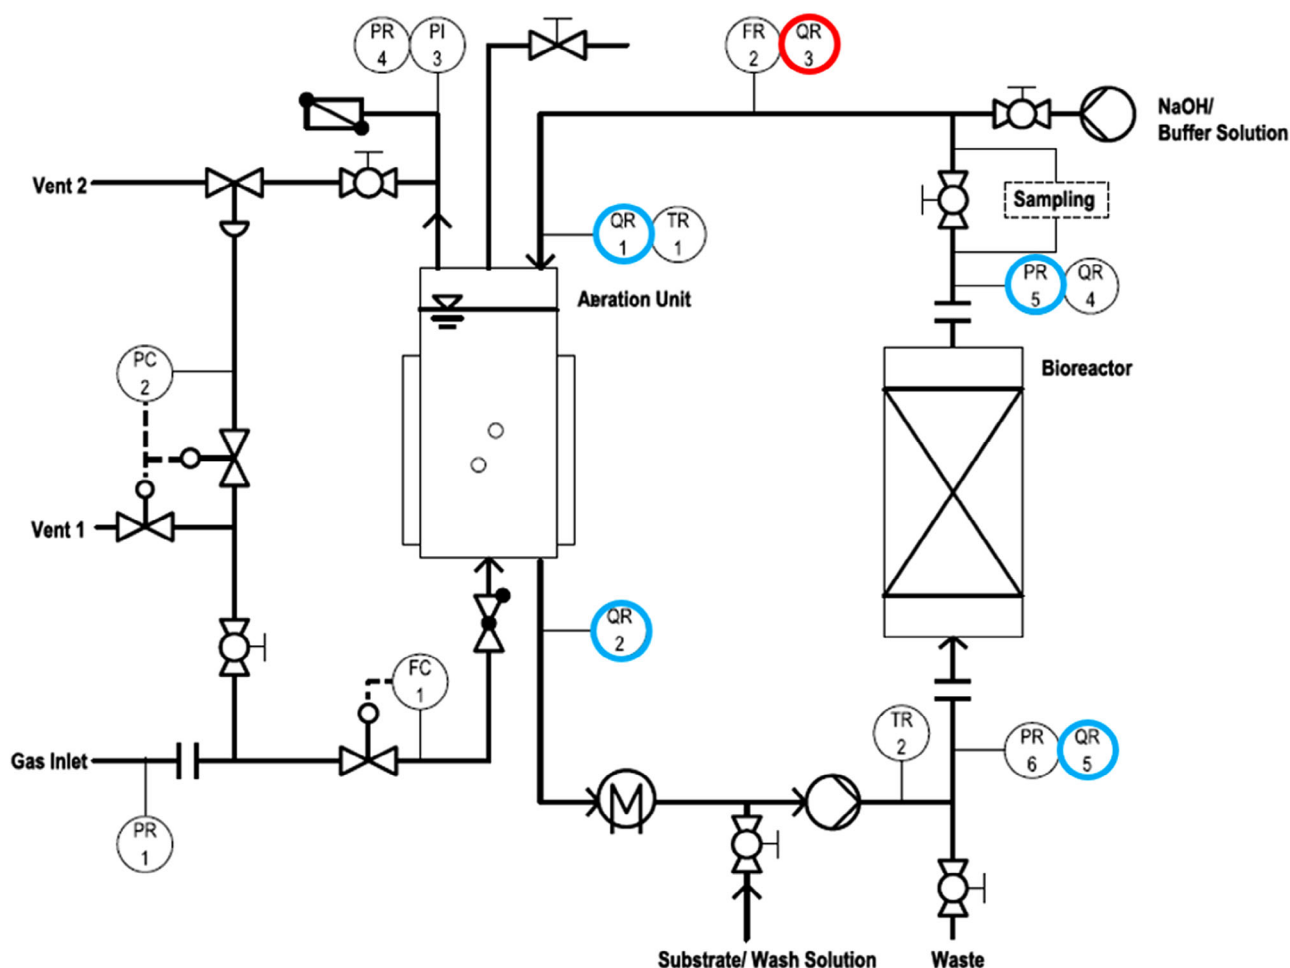 PR
4
PI
3
FR
2
QR
3
NaOH/
Buffer Solution
Vent 2
Sampling
QR
1
TR
1
PR
5
QR
4
Aeration Unit
PC
2
Bioreactor
Vent 1
QR
2
FC
1
Gas Inlet
TR
2
PR
6
QR
5
M
PR
1
Substrate/ Wash Solution
Waste